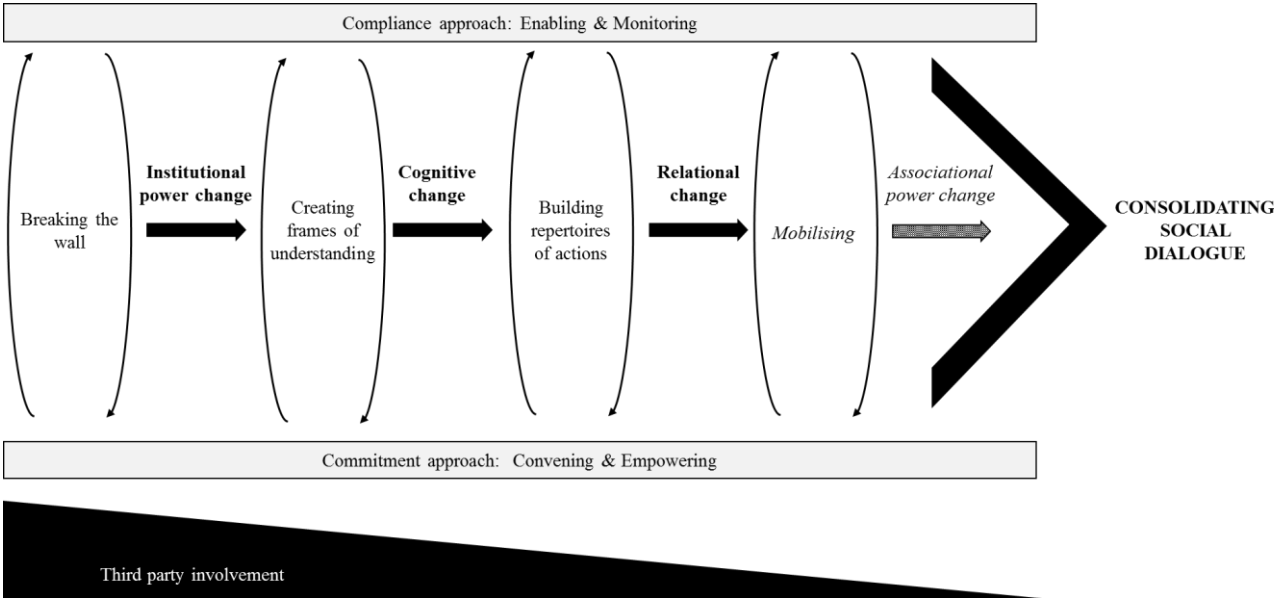 Compliance approach: Enabling & Monitoring
Breaking the
wall
Institutional
power change
Creating
frames of
understanding
Cognitive
change
Building
repertoires
of actions
Relational
change
Mobilising
Associational
power change
CONSOLIDATING
SOCIAL
DIALOGUE
Commitment approach: Convening & Empowering
Third party involvement